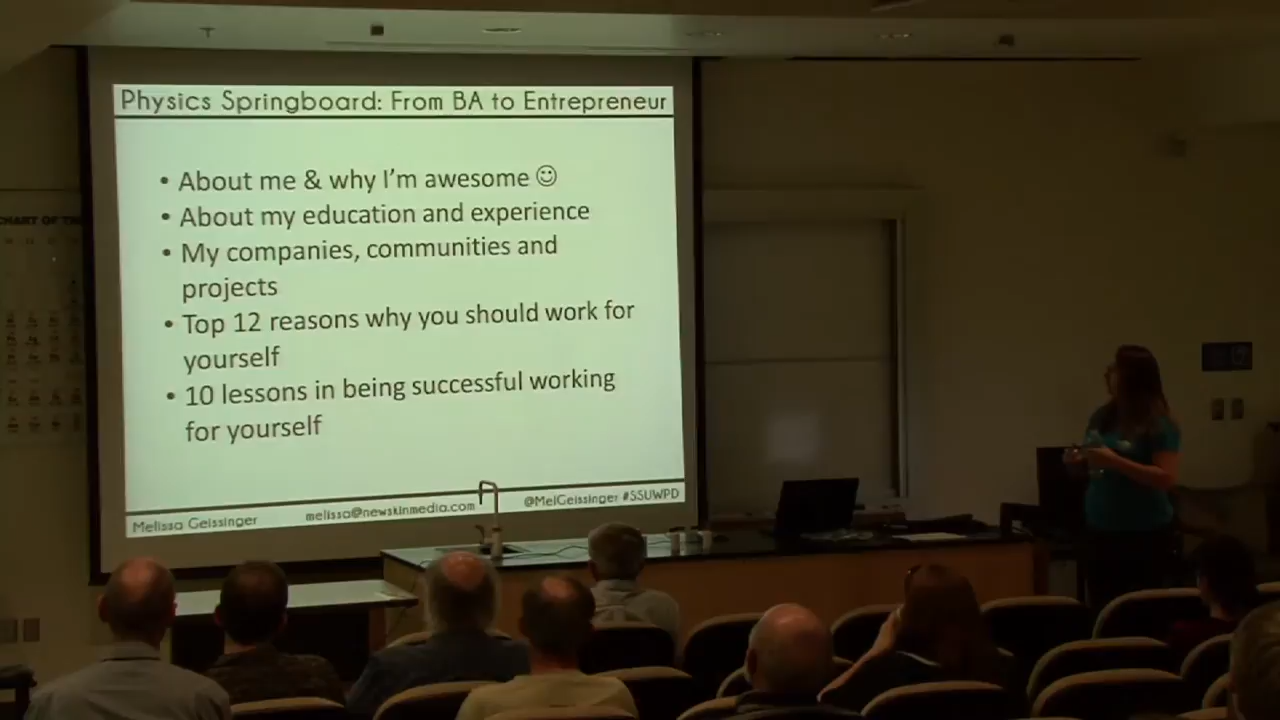 Physics Springboard: From BA to Entrepreneur
• About me & why I'm awesome ☺
• About my education and experience
• My companies, communities and
projects
• Top 12 reasons why you should work for
yourself
• 10 lessons in being successful working
for yourself
Melissa Geissinger melissa@newskinmedia.com @MelGeissinger #SSUWPD
CHART OF